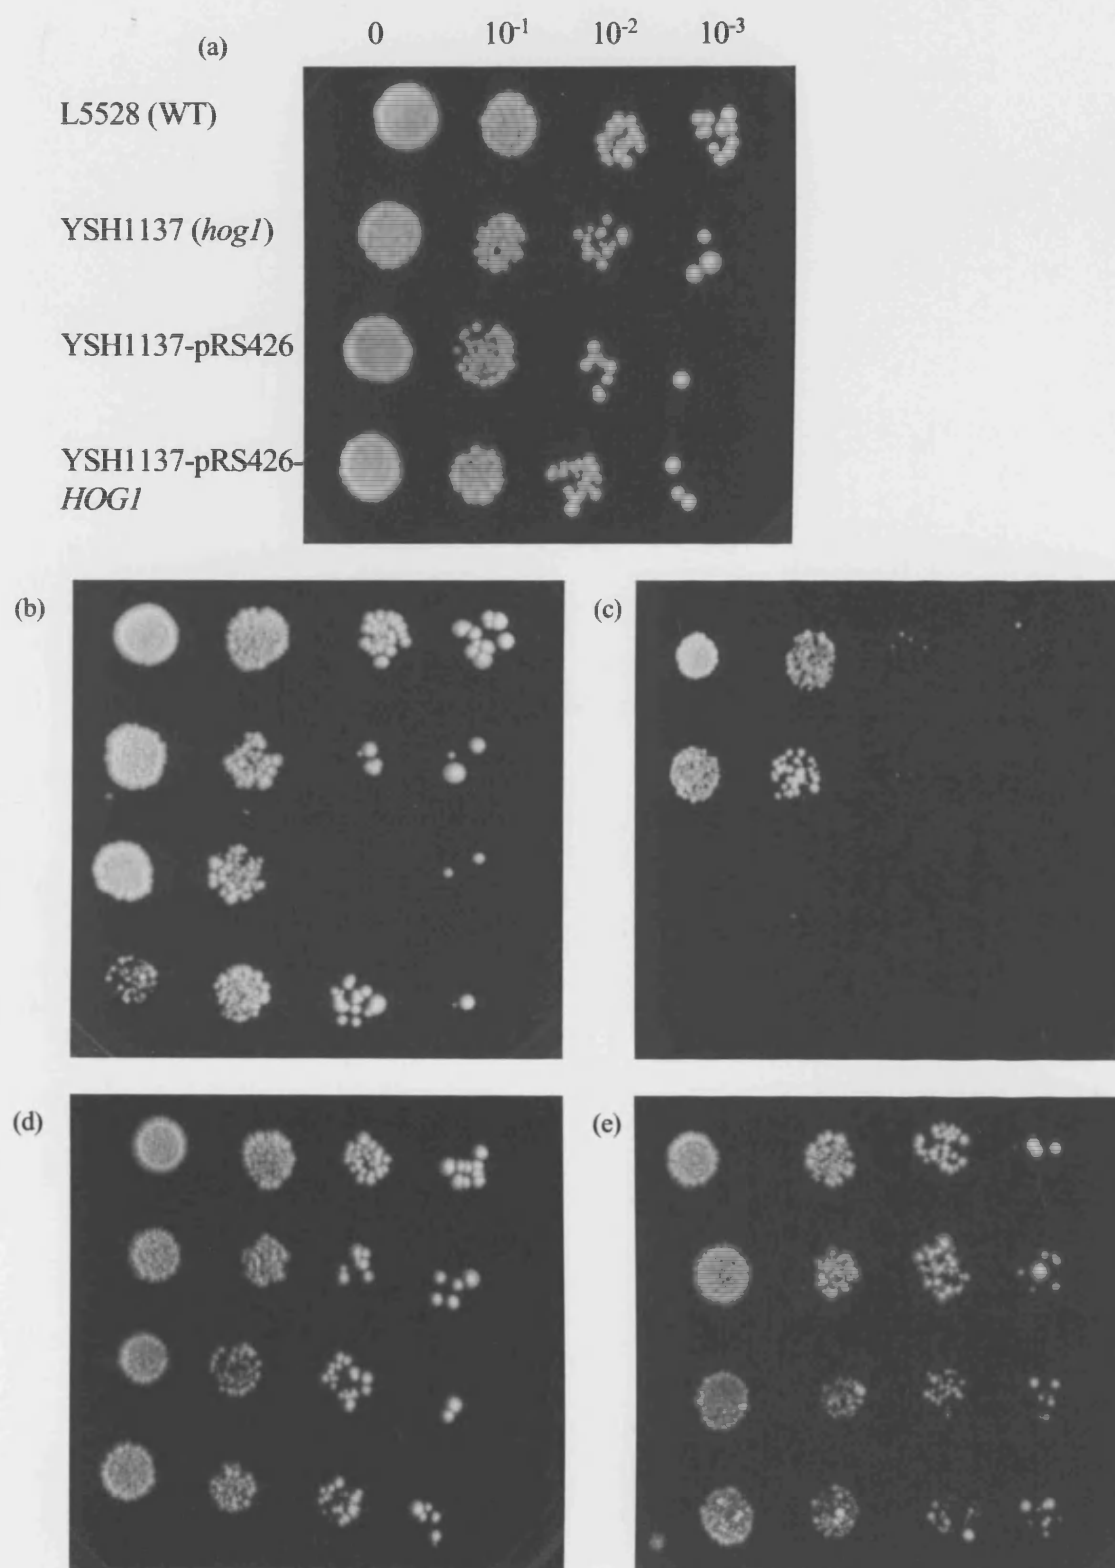 (a) 0 10-1 10-2 10-3
L5528 (WT)
YSH1137 (hog1)
YSH1137-pRS426
YSH1137-pRS426-
HOG1
(b) (c)
(d) (e)